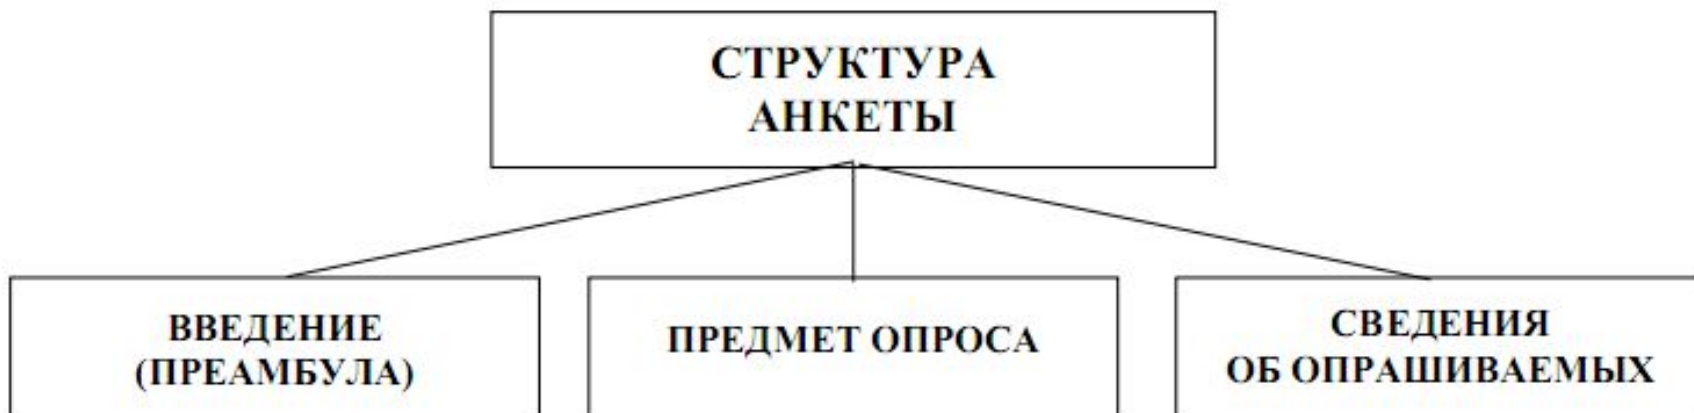 СТРУКТУРА
АНКЕТЫ
ВВЕДЕНИЕ
(ПРЕАМБУЛА)
ПРЕДМЕТ ОПРОСА
СВЕДЕНИЯ
ОБ ОПРАШИВАЕМЫХ